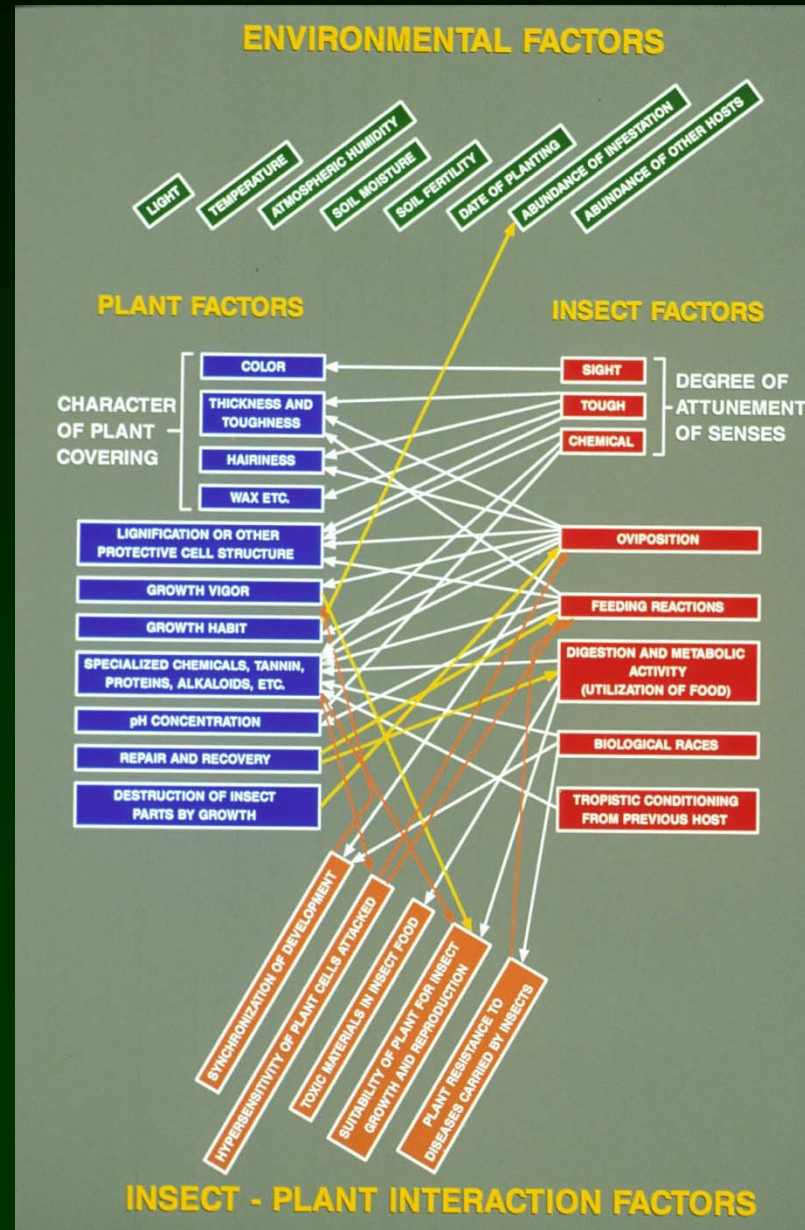 ENVIRONMENTAL FACTORS
LIGHT
TEMPERATURE
ATMOSPHERIC HUMIDITY
SOIL MOISTURE
SOIL FERTILITY
DATE OF PLANTING
ABUNDANCE OF INFESTATION
ABUNDANCE OF OTHER HOSTS
PLANT FACTORS
CHARACTER
OF PLANT
COVERING
COLOR
THICKNESS AND
TOUGHNESS
HAIRINESS
WAX ETC.
LIGNIFICATION OR OTHER
PROTECTIVE CELL STRUCTURE
GROWTH VIGOR
GROWTH HABIT
SPECIALIZED CHEMICALS, TANNIN,
PROTEINS, ALKALOIDS, ETC.
pH CONCENTRATION
REPAIR AND RECOVERY
DESTRUCTION OF INSECT
PARTS BY GROWTH
INSECT FACTORS
SIGHT
TOUGH
CHEMICAL
DEGREE OF
ATTUNEMENT
OF SENSES
OVIPOSITION
FEEDING REACTIONS
DIGESTION AND METABOLIC
ACTIVITY
(UTILIZATION OF FOOD)
BIOLOGICAL RACES
TROPISTIC CONDITIONING
FROM PREVIOUS HOST
SYNCHRONIZATION OF DEVELOPMENT
HYPERSENSITIVITY OF PLANT CELLS ATTACKED
TOXIC MATERIALS IN INSECT FOOD
SUITABILITY OF PLANT FOR INSECT
GROWTH AND REPRODUCTION
PLANT RESISTANCE TO
DISEASES CARRIED BY INSECTS
INSECT - PLANT INTERACTION FACTORS